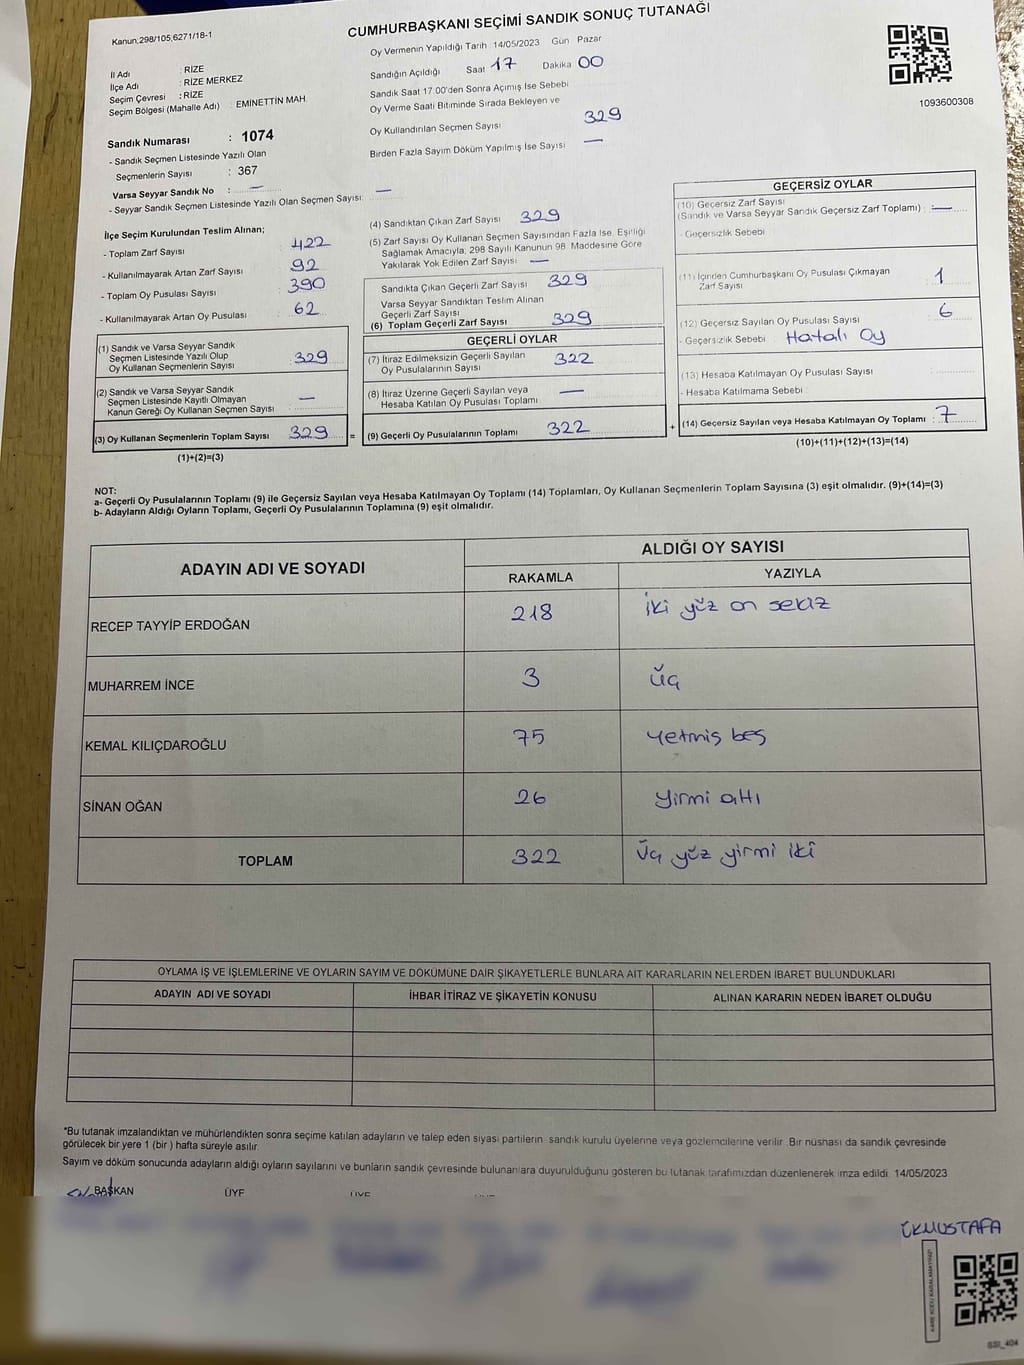 Kanun,298/105,6271/18-1
CUMHURBAŞKANI SEÇİMİ SANDIK SONUÇ TUTANAĞI
Oy Vermenin Yapıldığı Tarih 14/05/2023 Gün Pazar
İl Adı : RİZE
İlçe Adı : RİZE MERKEZ
Seçim Çevresi : RİZE
Seçim Bölgesi (Mahalle Adı) : EMİNETTİN MAH
Sandığın Açıldığı Saat 17 Dakika 00
Sandık Saat 17:00'den Sonra Açımış İse Sebebi
Oy Verme Saati Bitiminde Sırada Bekleyen ve
Oy Kullandırılan Seçmen Sayısı 329
Birden Fazla Sayım Döküm Yapılmış İse Sayısı —
1093600308
Sandık Numarası : 1074
- Sandık Seçmen Listesinde Yazılı Olan
Seçmenlerin Sayısı : 367
Varsa Seyyar Sandık No : —
- Seyyar Sandık Seçmen Listesinde Yazılı Olan Seçmen Sayısı: —
İlçe Seçim Kurulundan Teslim Alınan;
- Toplam Zarf Sayısı 422
- Kullanılmayarak Artan Zarf Sayısı 92
- Toplam Oy Pusulası Sayısı 390
- Kullanılmayarak Artan Oy Pusulası 62
(1) Sandık ve Varsa Seyyar Sandık
Seçmen Listesinde Yazılı Olup
Oy Kullanan Seçmenlerin Sayısı 329
(2) Sandık ve Varsa Seyyar Sandık
Seçmen Listesinde Kayıtlı Olmayan
Kanun Gereği Oy Kullanan Seçmen Sayısı : —
(3) Oy Kullanan Seçmenlerin Toplam Sayısı 329
(1)+(2)=(3)
(4) Sandıktan Çıkan Zarf Sayısı 329
(5) Zarf Sayısı Oy Kullanan Seçmen Sayısından Fazla İse, Eşitliği
Sağlamak Amacıyla, 298 Sayılı Kanunun 98. Maddesine Göre
Yakılarak Yok Edilen Zarf Sayısı —
Sandıkta Çıkan Geçerli Zarf Sayısı 329
Varsa Seyyar Sandıktan Teslim Alınan
Geçerli Zarf Sayısı
(6) Toplam Geçerli Zarf Sayısı 329
GEÇERLİ OYLAR
(7) İtiraz Edilmeksizin Geçerli Sayılan
Oy Pusulalarının Sayısı 322
(8) İtiraz Üzerine Geçerli Sayılan veya
Hesaba Katılan Oy Pusulası Toplamı —
= (9) Geçerli Oy Pusulalarının Toplamı 322
GEÇERSİZ OYLAR
(10) Geçersiz Zarf Sayısı
(Sandık ve Varsa Seyyar Sandık Geçersiz Zarf Toplamı) : —
- Geçersizlik Sebebi
(11) İçinden Cumhurbaşkanı Oy Pusulası Çıkmayan
Zarf Sayısı 1
(12) Geçersiz Sayılan Oy Pusulası Sayısı 6
- Geçersizlik Sebebi Hatalı Oy
(13) Hesaba Katılmayan Oy Pusulası Sayısı
- Hesaba Katılmama Sebebi
+ (14) Geçersiz Sayılan veya Hesaba Katılmayan Oy Toplamı : 7
(10)+(11)+(12)+(13)=(14)
NOT:
a- Geçerli Oy Pusulalarının Toplamı (9) ile Geçersiz Sayılan veya Hesaba Katılmayan Oy Toplamı (14) Toplamları, Oy Kullanan Seçmenlerin Toplam Sayısına (3) eşit olmalıdır. (9)+(14)=(3)
b- Adayların Aldığı Oyların Toplamı, Geçerli Oy Pusulalarının Toplamına (9) eşit olmalıdır.
ADAYIN ADI VE SOYADI
ALDIĞI OY SAYISI
RAKAMLA YAZIYLA
RECEP TAYYİP ERDOĞAN 218 iki yüz on sekiz
MUHARREM İNCE 3 üç
KEMAL KILIÇDAROĞLU 75 yetmiş beş
SİNAN OĞAN 26 yirmi altı
TOPLAM 322 üç yüz yirmi iki
OYLAMA İŞ VE İŞLEMLERİNE VE OYLARIN SAYIM VE DÖKÜMÜNE DAİR ŞİKAYETLERLE BUNLARA AİT KARARLARIN NELERDEN İBARET BULUNDUKLARI
ADAYIN ADI VE SOYADI İHBAR İTİRAZ VE ŞİKAYETİN KONUSU ALINAN KARARIN NEDEN İBARET OLDUĞU
*Bu tutanak imzalandıktan ve mühürlendikten sonra seçime katılan adayların ve talep eden siyasi partilerin sandık kurulu üyelerine veya gözlemcilerine verilir .Bir nüshası da sandık çevresinde
görülecek bir yere 1 (bir ) hafta süreyle asılır.
Sayım ve döküm sonucunda adayların aldığı oyların sayılarını ve bunların sandık çevresinde bulunanlara duyurulduğunu gösteren bu tutanak tarafımızdan düzenlenerek imza edildi. 14/05/2023
BAŞKAN ÜYE ÜYE ÜYE
ÜKMUSTAFA
SSI_404